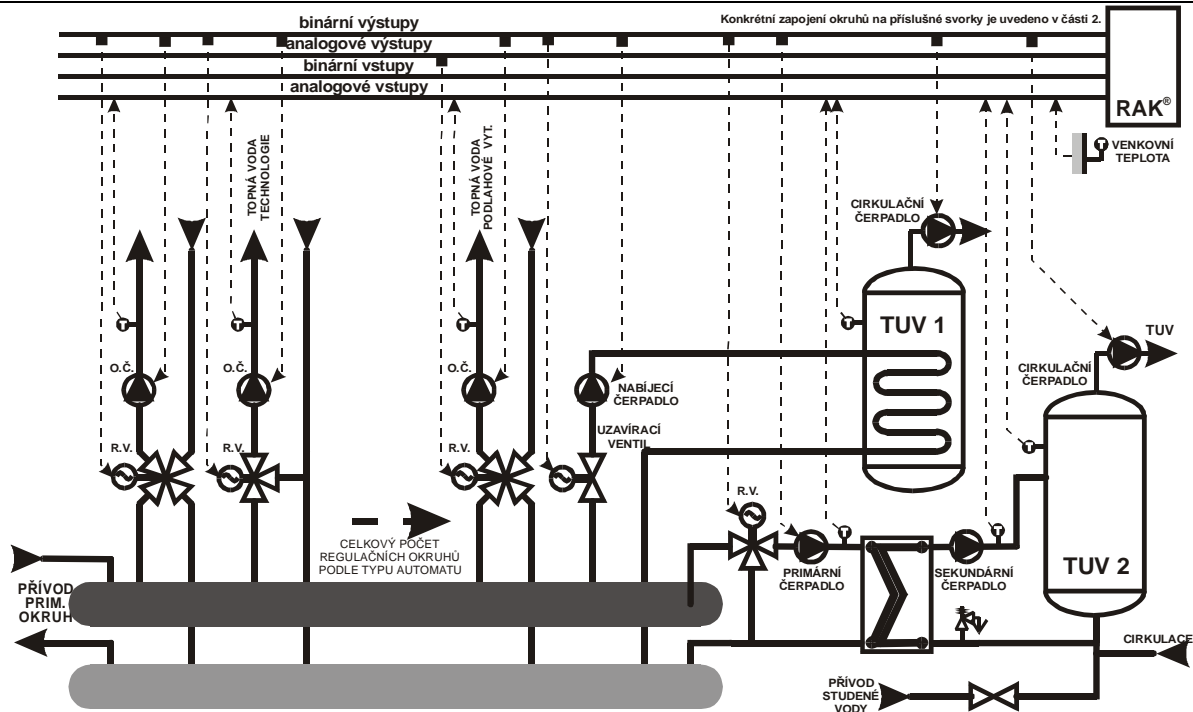 binární výstupy
Konkrétní zapojení okruhů na příslušné svorky je uvedeno v části 2.
analogové výstupy
binární vstupy
analogové vstupy
RAK®
VENKOVNÍ
TEPLOTA
T
TOPNÁ VODA
TECHNOLOGIE
TOPNÁ VODA
PODLAHOVÉ VYT.
CIRKULAČNÍ
ČERPADLO
T
T
T
T
TUV 1
TUV
O.Č.
O.Č.
O.Č.
CIRKULAČNÍ
ČERPADLO
NABÍJECÍ
ČERPADLO
UZAVÍRACÍ
VENTIL
R.V.
R.V.
R.V.
T
R.V.
T
T
CELKOVÝ POČET
REGULAČNÍCH OKRUHŮ
PODLE TYPU AUTOMATU
PRIMÁRNÍ
ČERPADLO
SEKUNDÁRNÍ
ČERPADLO
TUV 2
PŘÍVOD
PRIM.
OKRUH
CIRKULACE
PŘÍVOD
STUDENÉ
VODY